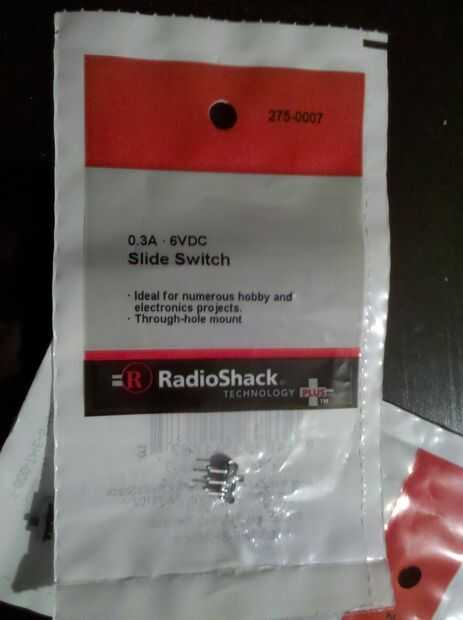 275-0007
0.3A · 6VDC
Slide Switch
· Ideal for numerous hobby and
electronics projects.
· Through-hole mount
R RadioShack®
TECHNOLOGY PLUS™